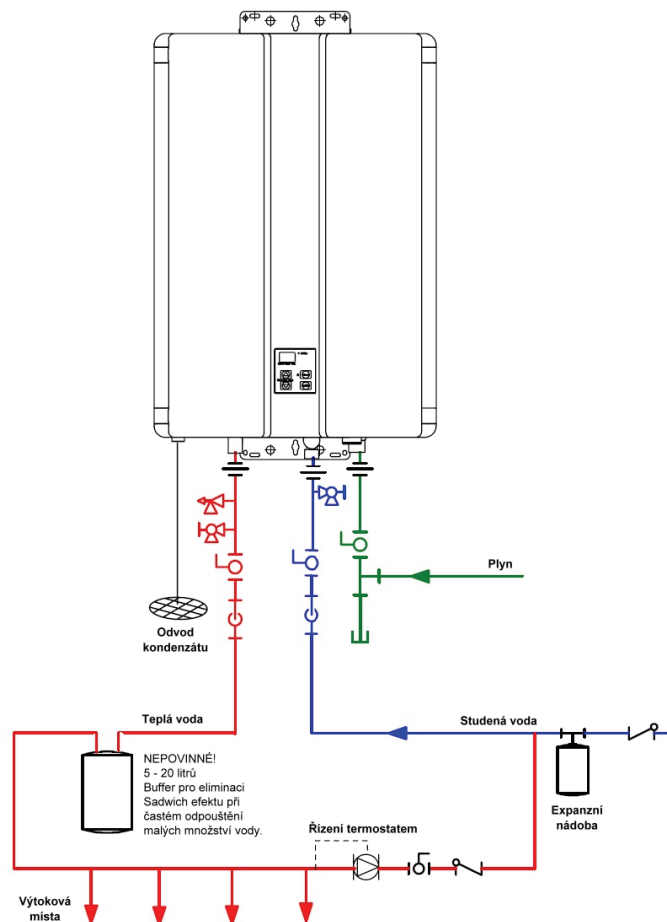 Plyn
Odvod
kondenzátu
Teplá voda
Studená voda
NEPOVINNÉ!
5 - 20 litrů
Buffer pro eliminaci
Sadwich efektu při
častém odpouštění
malých množství vody.
Expanzní
nádoba
Řízení termostatem
Výtoková
místa